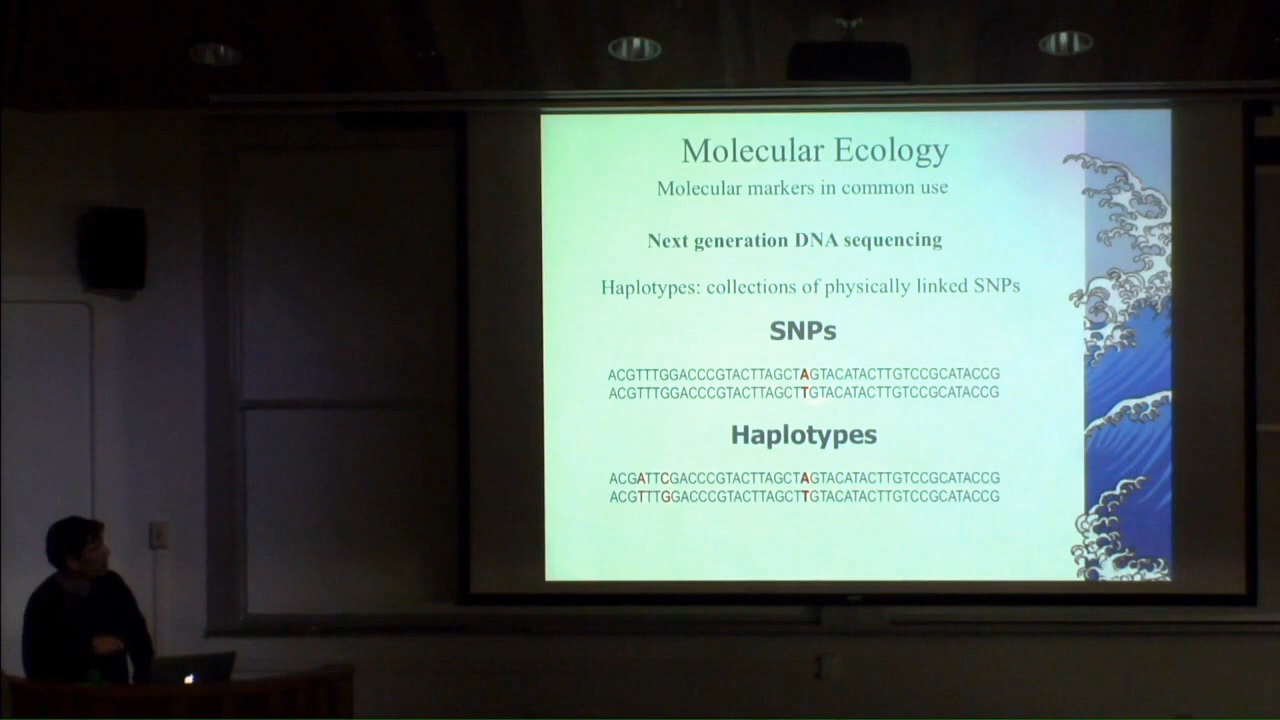 Molecular Ecology
Molecular markers in common use
Next generation DNA sequencing
Haplotypes: collections of physically linked SNPs
SNPs
ACGTTTGGACCCGTACTTAGCTAGTACATACTTGTCCGCATACCG
ACGTTTGGACCCGTACTTAGCTTGTACATACTTGTCCGCATACCG
Haplotypes
ACGATTCGACCCGTACTTAGCTAGTACATACTTGTCCGCATACCG
ACGTTTGGACCCGTACTTAGCTTGTACATACTTGTCCGCATACCG